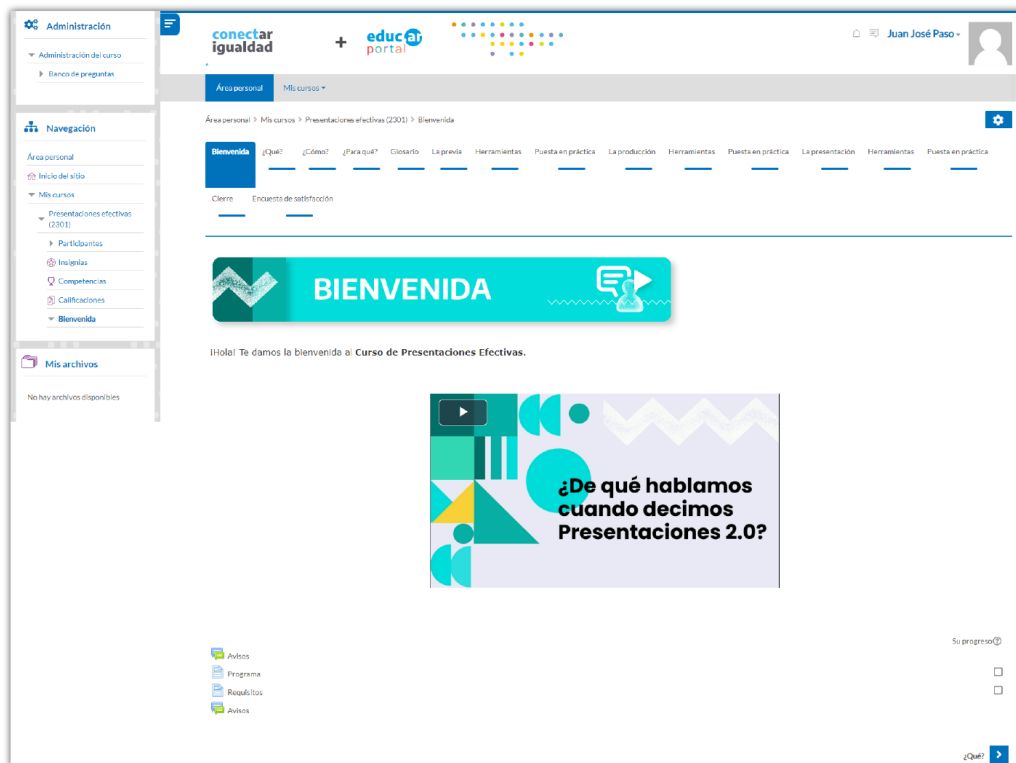 Administración
Administración del curso
Banco de preguntas
Navegación
Área personal
Inicio del sitio
Mis cursos
Presentaciones efectivas
(2301)
Participantes
Insignias
Competencias
Calificaciones
Bienvenida
Mis archivos
No hay archivos disponibles
conectar
igualdad
+
educ ar
portal
Juan José Paso
Área personal
Mis cursos
Área personal > Mis cursos > Presentaciones efectivas (2301) > Bienvenida
Bienvenida ¿Qué? ¿Cómo? ¿Para qué? Glosario La previa Herramientas Puesta en práctica La producción Herramientas Puesta en práctica La presentación Herramientas Puesta en práctica
Cierre Encuesta de satisfacción
BIENVENIDA
¡Hola! Te damos la bienvenida al Curso de Presentaciones Efectivas.
¿De qué hablamos
cuando decimos
Presentaciones 2.0?
Su progreso
Avisos
Programa
Requisitos
Avisos
¿Qué?